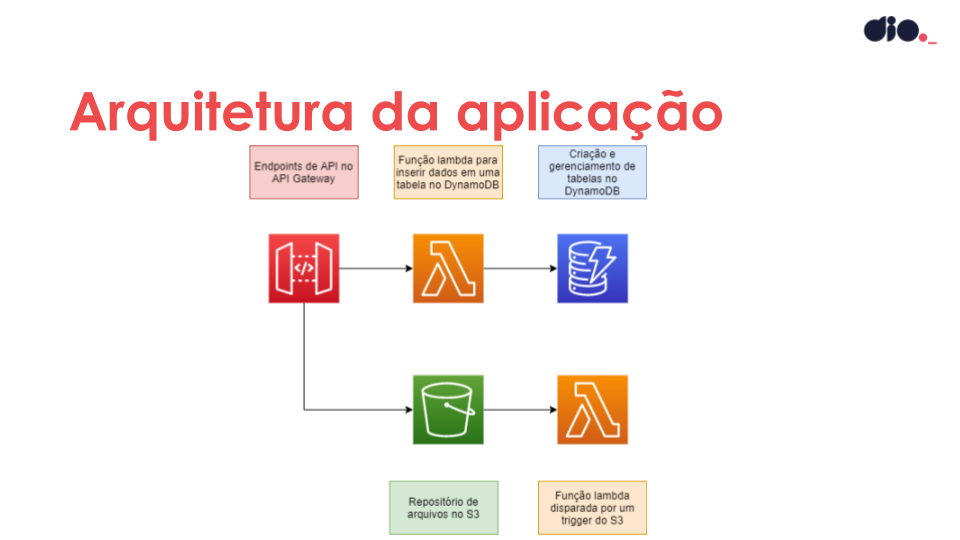 dio._
Arquitetura da aplicação
Endpoints de API no
API Gateway
Função lambda para
inserir dados em uma
tabela no DynamoDB
Criação e
gerenciamento de
tabelas no
DynamoDB
</>
Repositório de
arquivos no S3
Função lambda
disparada por um
trigger do S3